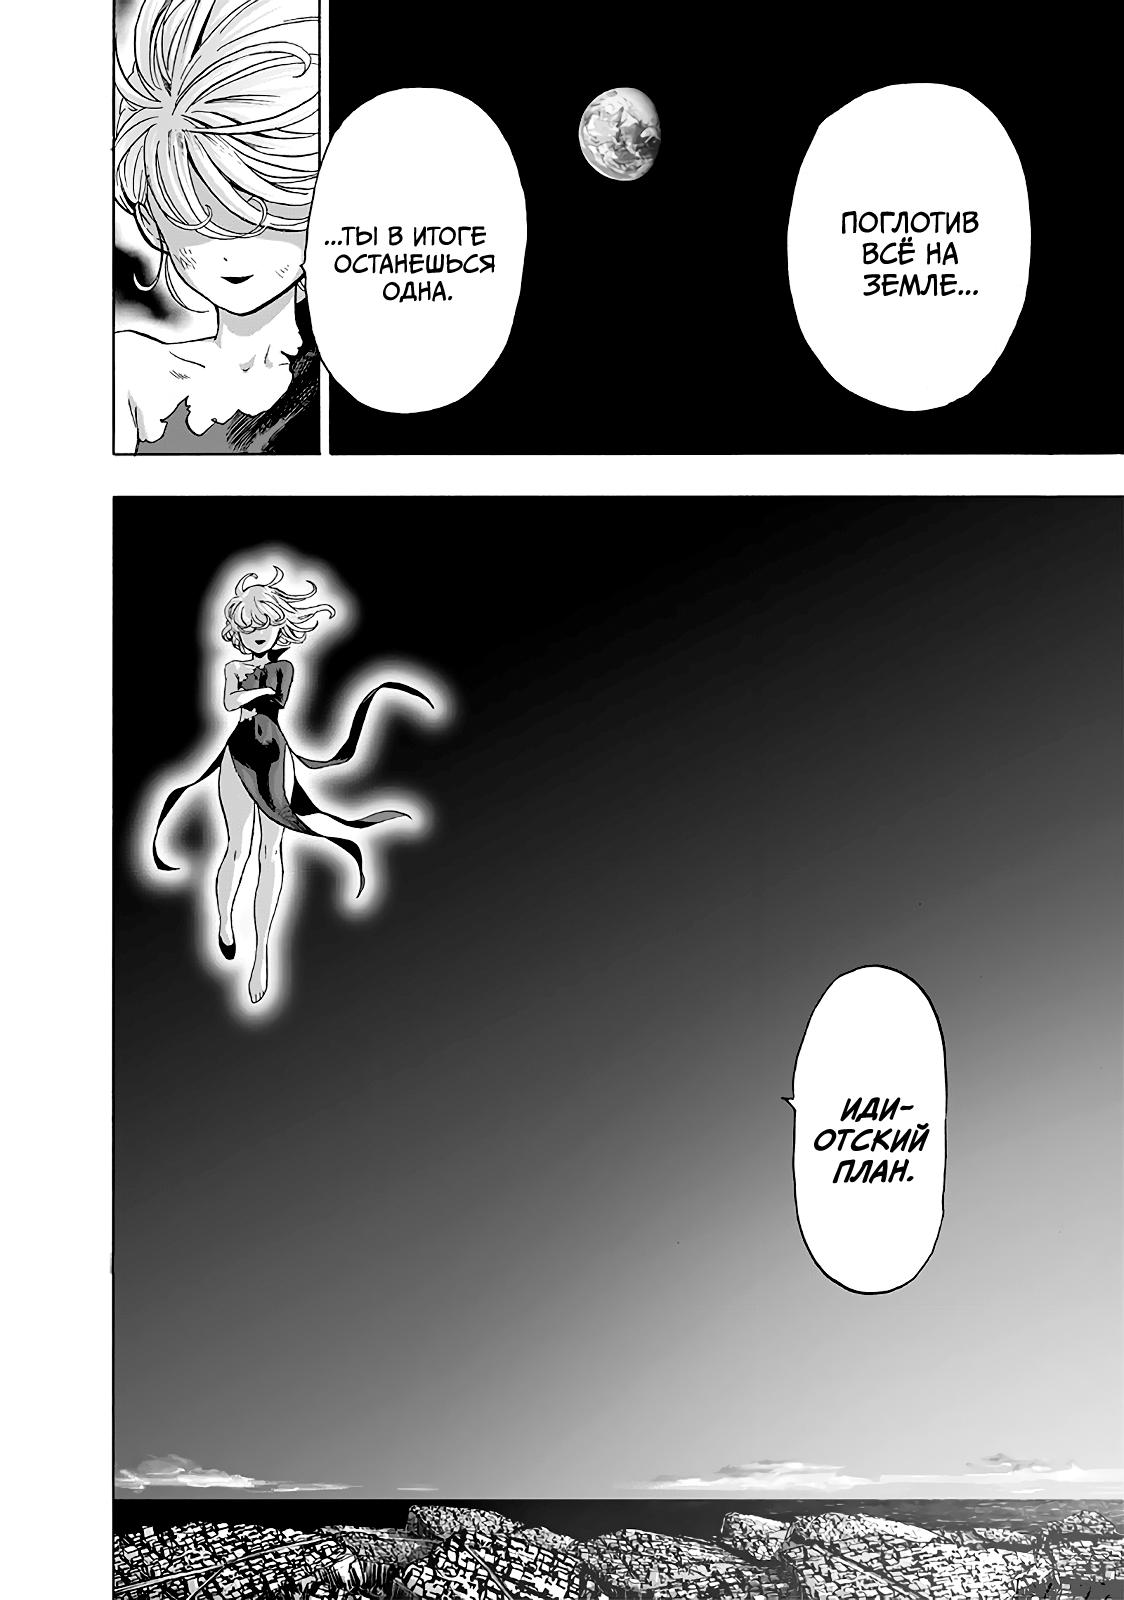 ПОГЛОТИВ
ВСЁ НА
ЗЕМЛЕ...
...ТЫ В ИТОГЕ
ОСТАНЕШЬСЯ
ОДНА.
ИДИ-
ОТСКИЙ
ПЛАН.